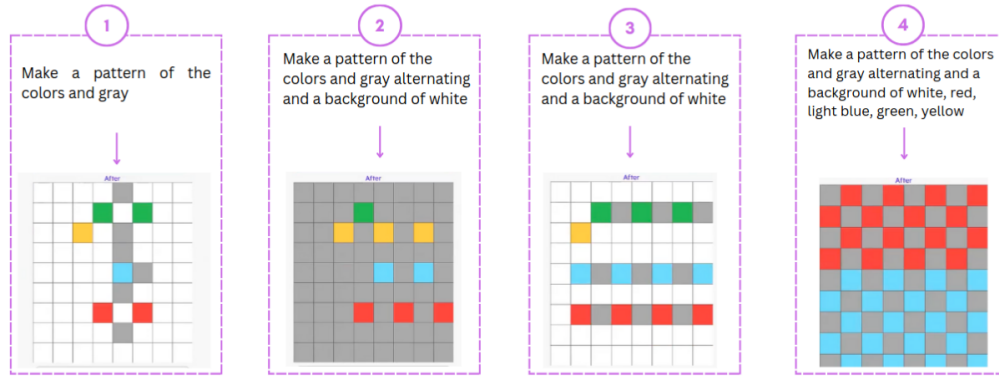 1
Make a pattern of the
colors and gray
After
2
Make a pattern of the
colors and gray alternating
and a background of white
After
3
Make a pattern of the
colors and gray alternating
and a background of white
After
4
Make a pattern of the colors
and gray alternating and a
background of white, red,
light blue, green, yellow
After